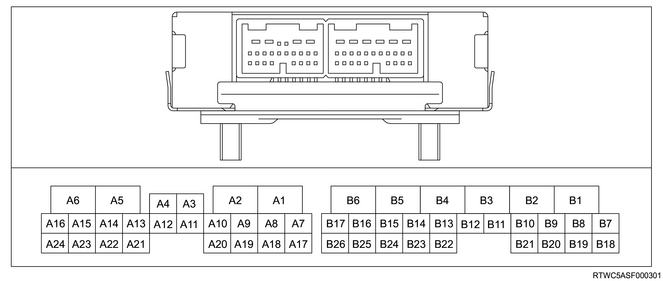 A6 A5 A4 A3 A2 A1 B6 B5 B4 B3 B2 B1
A16 A15 A14 A13 A12 A11 A10 A9 A8 A7 B17 B16 B15 B14 B13 B12 B11 B10 B9 B8 B7
A24 A23 A22 A21 A20 A19 A18 A17 B26 B25 B24 B23 B22 B21 B20 B19 B18
RTWC5ASF000301